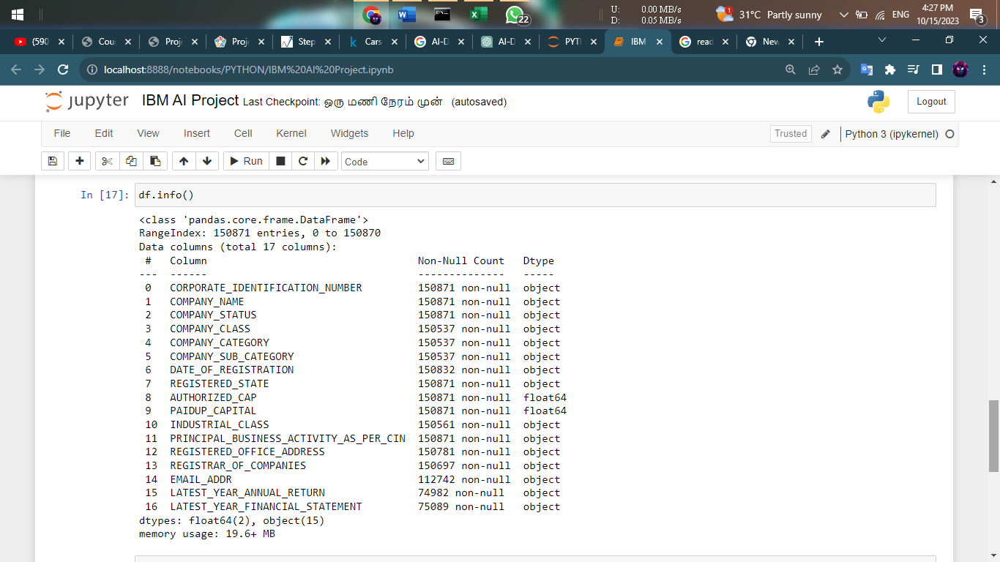 U: 0.00 MB/s
D: 0.05 MB/s
31°C Partly sunny
ENG
4:27 PM
10/15/2023
3
22
1
(590
Cou
Proj
Proj
Step
Cars
AI-D
AI-D
PYTH
IBM
read
New
localhost:8888/notebooks/PYTHON/IBM%20AI%20Project.ipynb
jupyter IBM AI Project Last Checkpoint: ஒரு மணி நேரம் முன் (autosaved)
Logout
File Edit View Insert Cell Kernel Widgets Help
Trusted
Python 3 (ipykernel)
Run
Code
In [17]: df.info()
<class 'pandas.core.frame.DataFrame'>
RangeIndex: 150871 entries, 0 to 150870
Data columns (total 17 columns):
# Column Non-Null Count Dtype
--- ------ -------------- -----
0 CORPORATE_IDENTIFICATION_NUMBER 150871 non-null object
1 COMPANY_NAME 150871 non-null object
2 COMPANY_STATUS 150871 non-null object
3 COMPANY_CLASS 150537 non-null object
4 COMPANY_CATEGORY 150537 non-null object
5 COMPANY_SUB_CATEGORY 150537 non-null object
6 DATE_OF_REGISTRATION 150832 non-null object
7 REGISTERED_STATE 150871 non-null object
8 AUTHORIZED_CAP 150871 non-null float64
9 PAIDUP_CAPITAL 150871 non-null float64
10 INDUSTRIAL_CLASS 150561 non-null object
11 PRINCIPAL_BUSINESS_ACTIVITY_AS_PER_CIN 150871 non-null object
12 REGISTERED_OFFICE_ADDRESS 150781 non-null object
13 REGISTRAR_OF_COMPANIES 150697 non-null object
14 EMAIL_ADDR 112742 non-null object
15 LATEST_YEAR_ANNUAL_RETURN 74982 non-null object
16 LATEST_YEAR_FINANCIAL_STATEMENT 75089 non-null object
dtypes: float64(2), object(15)
memory usage: 19.6+ MB